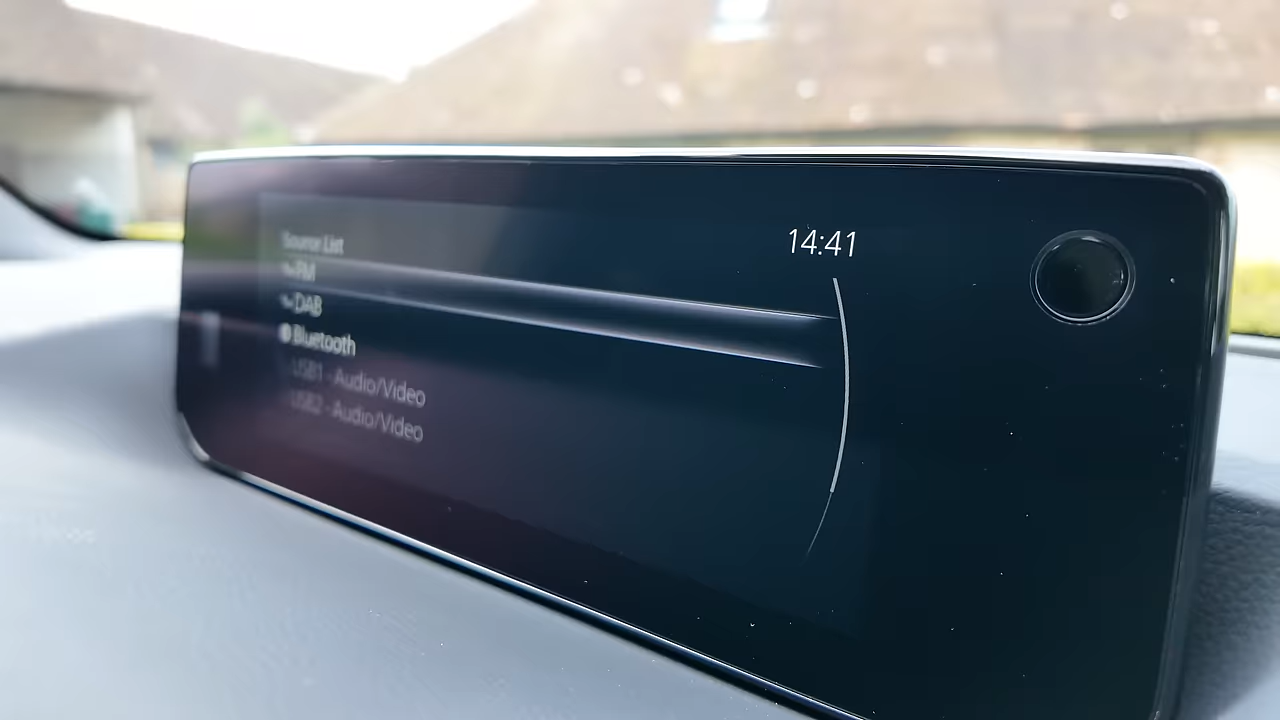 14:41
Source List
FM
DAB
Bluetooth
USB1 - Audio/Video
USB2 - Audio/Video